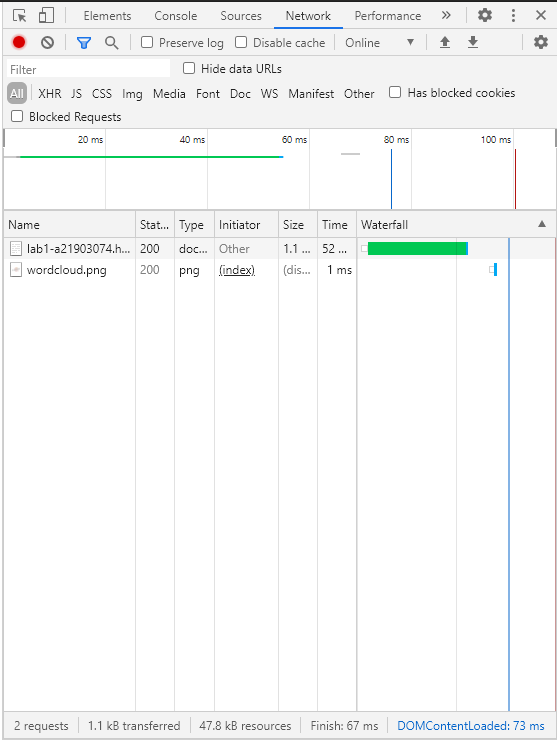 Elements Console Sources Network Performance »
Preserve log Disable cache Online
Filter Hide data URLs
All XHR JS CSS Img Media Font Doc WS Manifest Other Has blocked cookies
Blocked Requests
20 ms 40 ms 60 ms 80 ms 100 ms
Name Stat... Type Initiator Size Time Waterfall
lab1-a21903074.h... 200 doc... Other 1.1 ... 52 ...
wordcloud.png 200 png (index) (dis... 1 ms
2 requests 1.1 kB transferred 47.8 kB resources Finish: 67 ms DOMContentLoaded: 73 ms